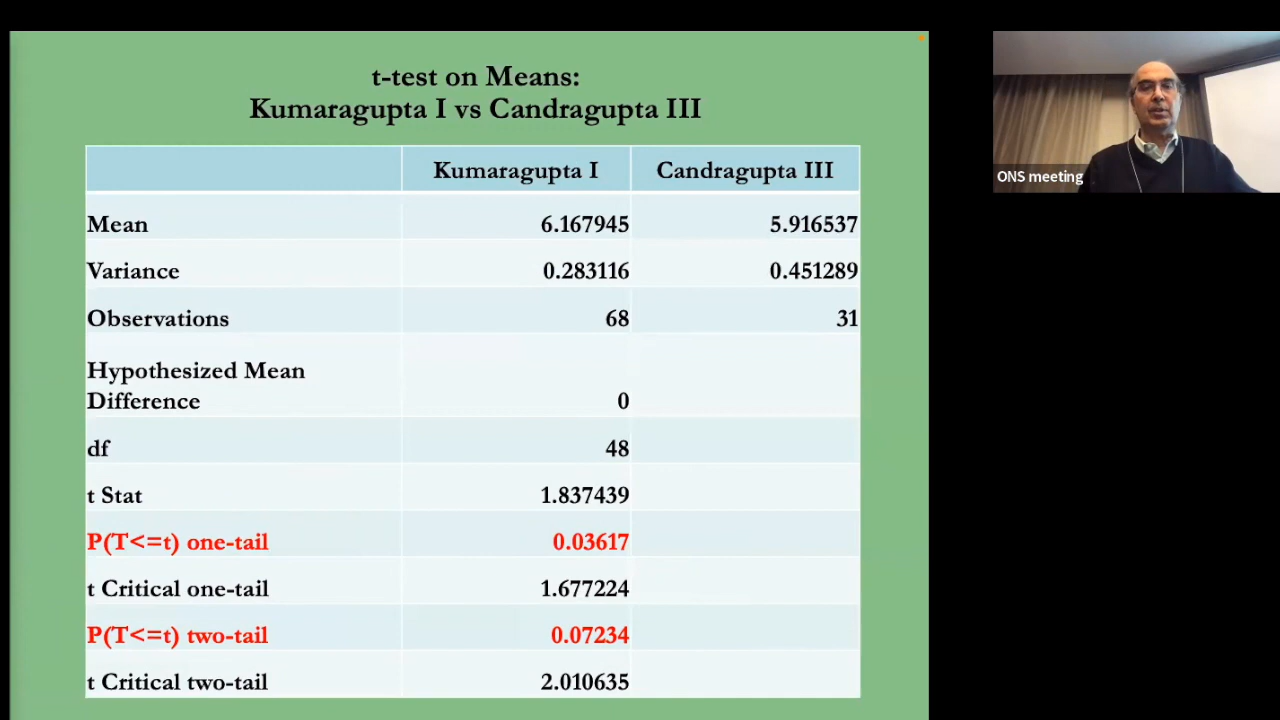 t-test on Means:
Kumaragupta I vs Candragupta III
Kumaragupta I Candragupta III
Mean 6.167945 5.916537
Variance 0.283116 0.451289
Observations 68 31
Hypothesized Mean
Difference 0
df 48
t Stat 1.837439
P(T<=t) one-tail 0.03617
t Critical one-tail 1.677224
P(T<=t) two-tail 0.07234
t Critical two-tail 2.010635
ONS meeting